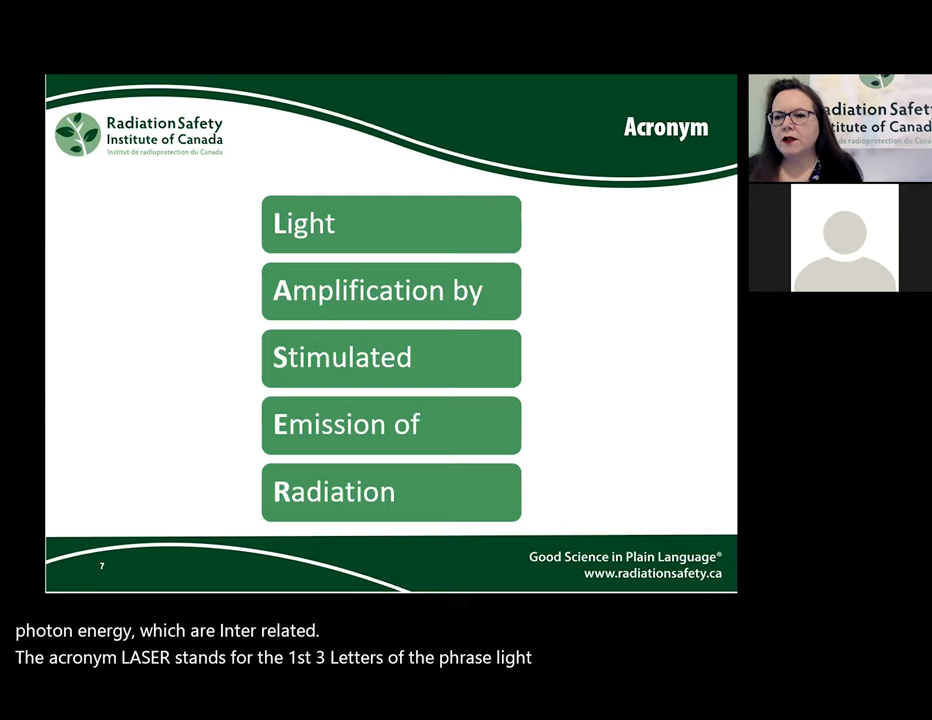 Radiation Safety
Institute of Canada
Institut de radioprotection du Canada
Acronym
Light
Amplification by
Stimulated
Emission of
Radiation
7
Good Science in Plain Language®
www.radiationsafety.ca
adiation Safety
titute of Canad
de radioprotection du Cana
photon energy, which are Inter related.
The acronym LASER stands for the 1st 3 Letters of the phrase light